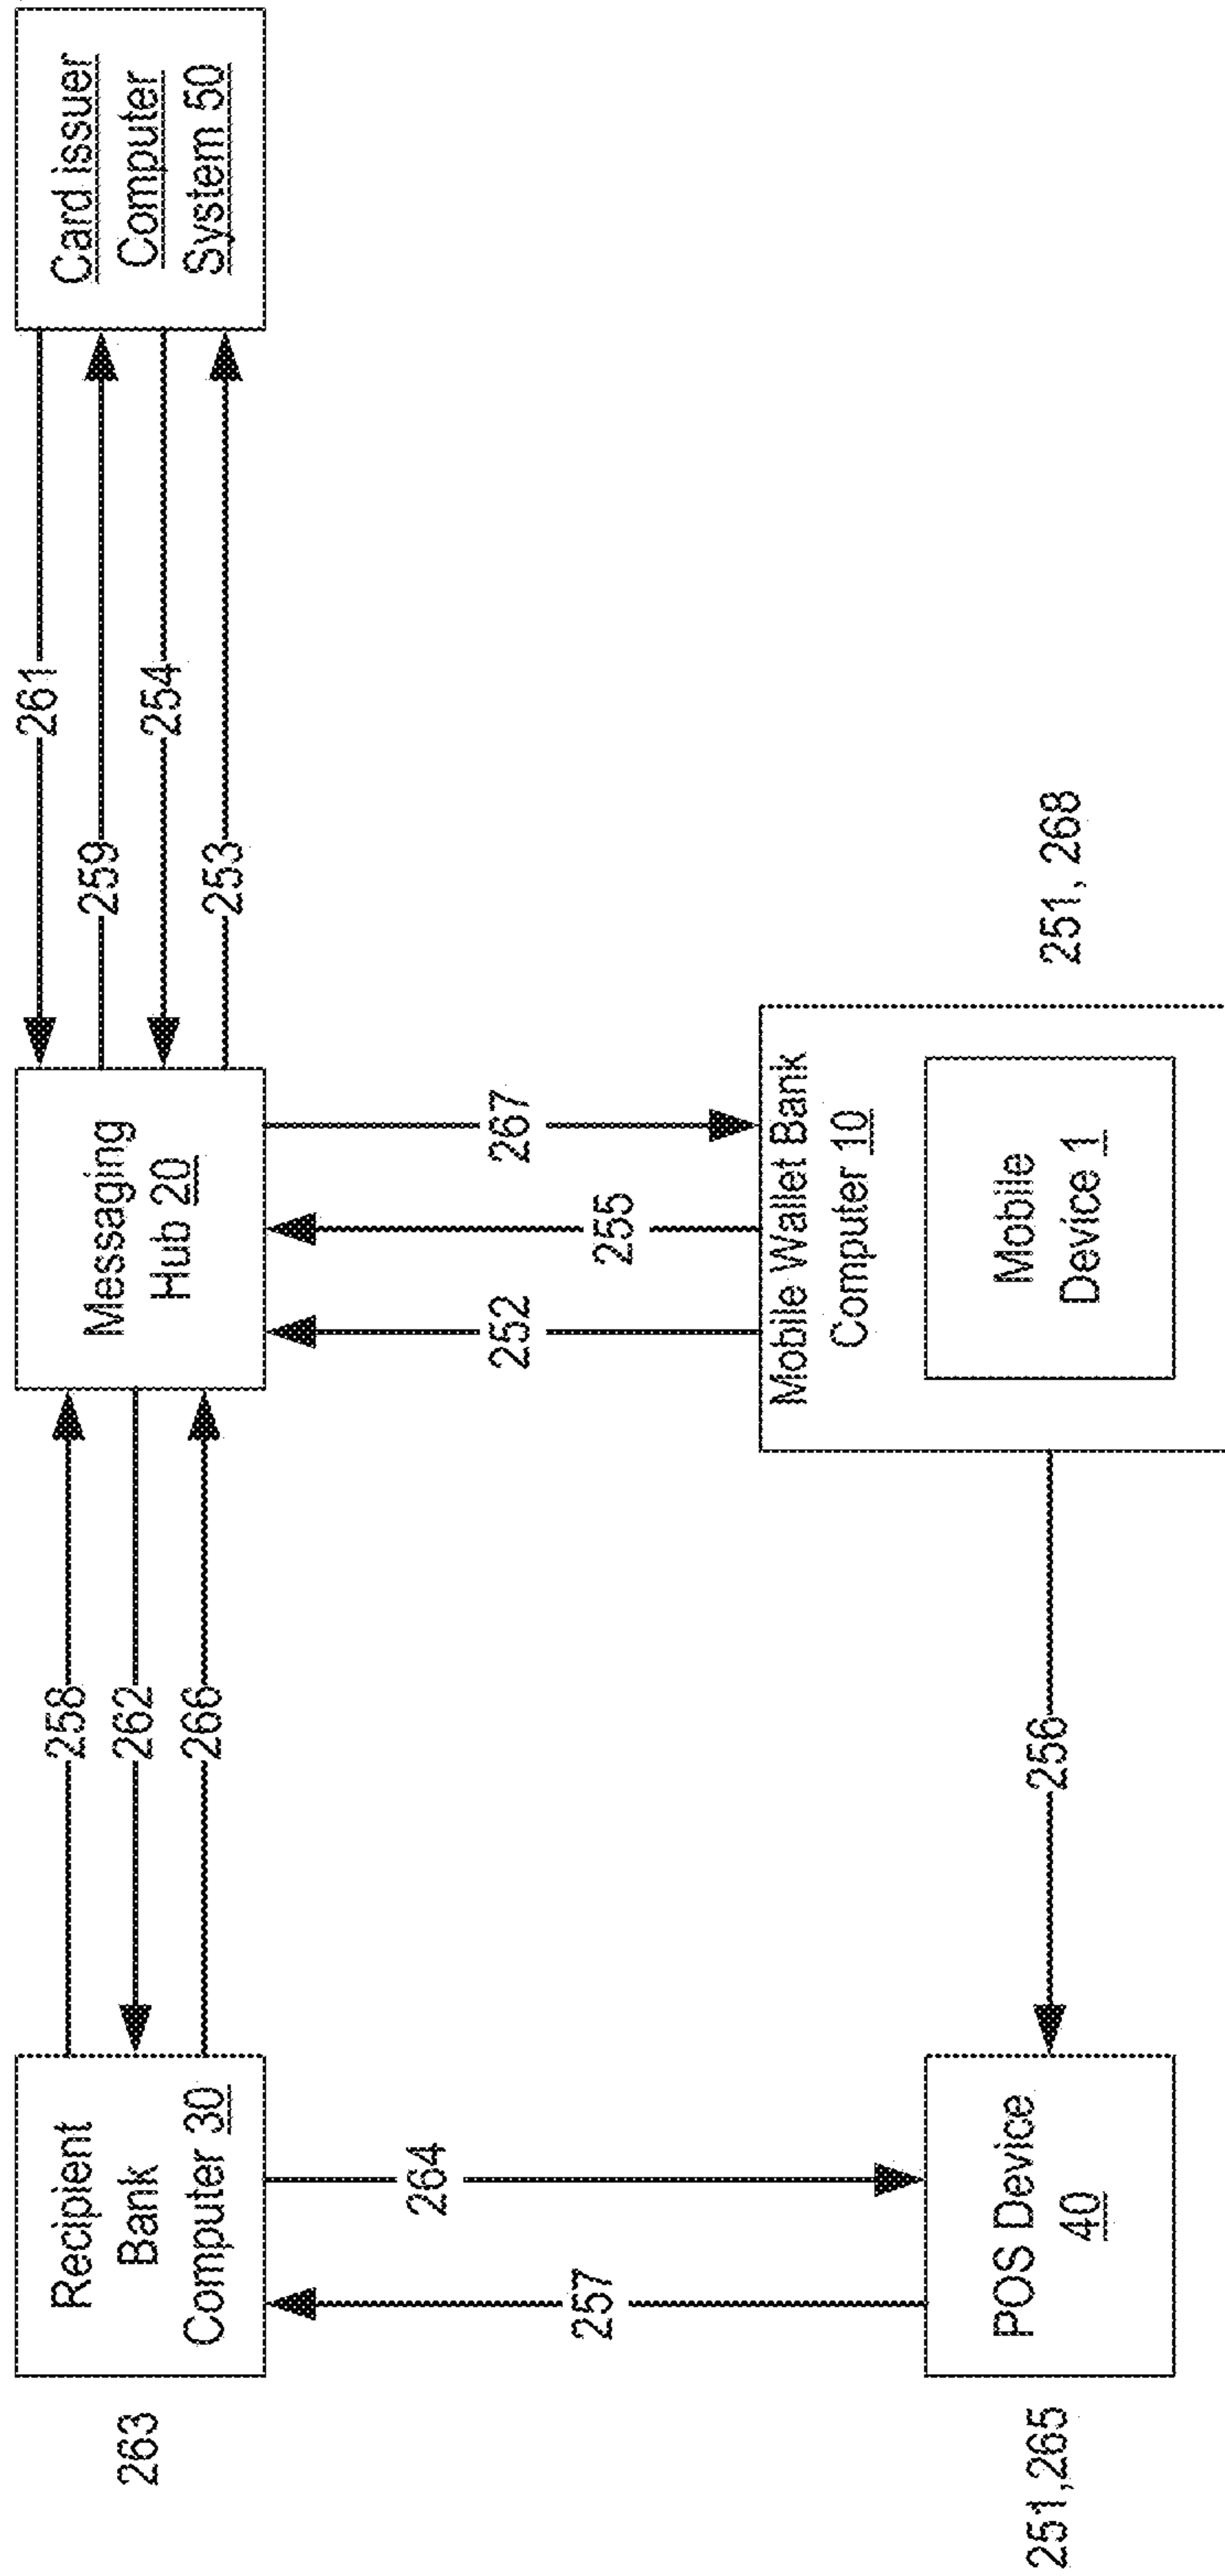 263
Recipient
Bank
Computer 30
258
262
266
Messaging
Hub 20
261
259
254
253
Card issuer
Computer
System 50
264
257
267
255
252
251,265
POS Device
40
256
Mobile Wallet Bank
Computer 10
Mobile
Device 1
251, 268